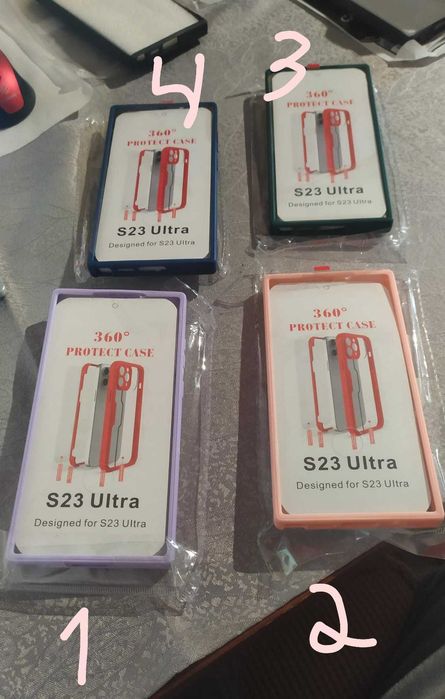 4
360°
PROTECT CASE
S23 Ultra
Designed for S23 Ultra
3
360°
PROTECT CASE
S23 Ultra
Designed for S23 Ultra
360°
PROTECT CASE
S23 Ultra
Designed for S23 Ultra
1
360°
PROTECT CASE
S23 Ultra
Designed for S23 Ultra
2